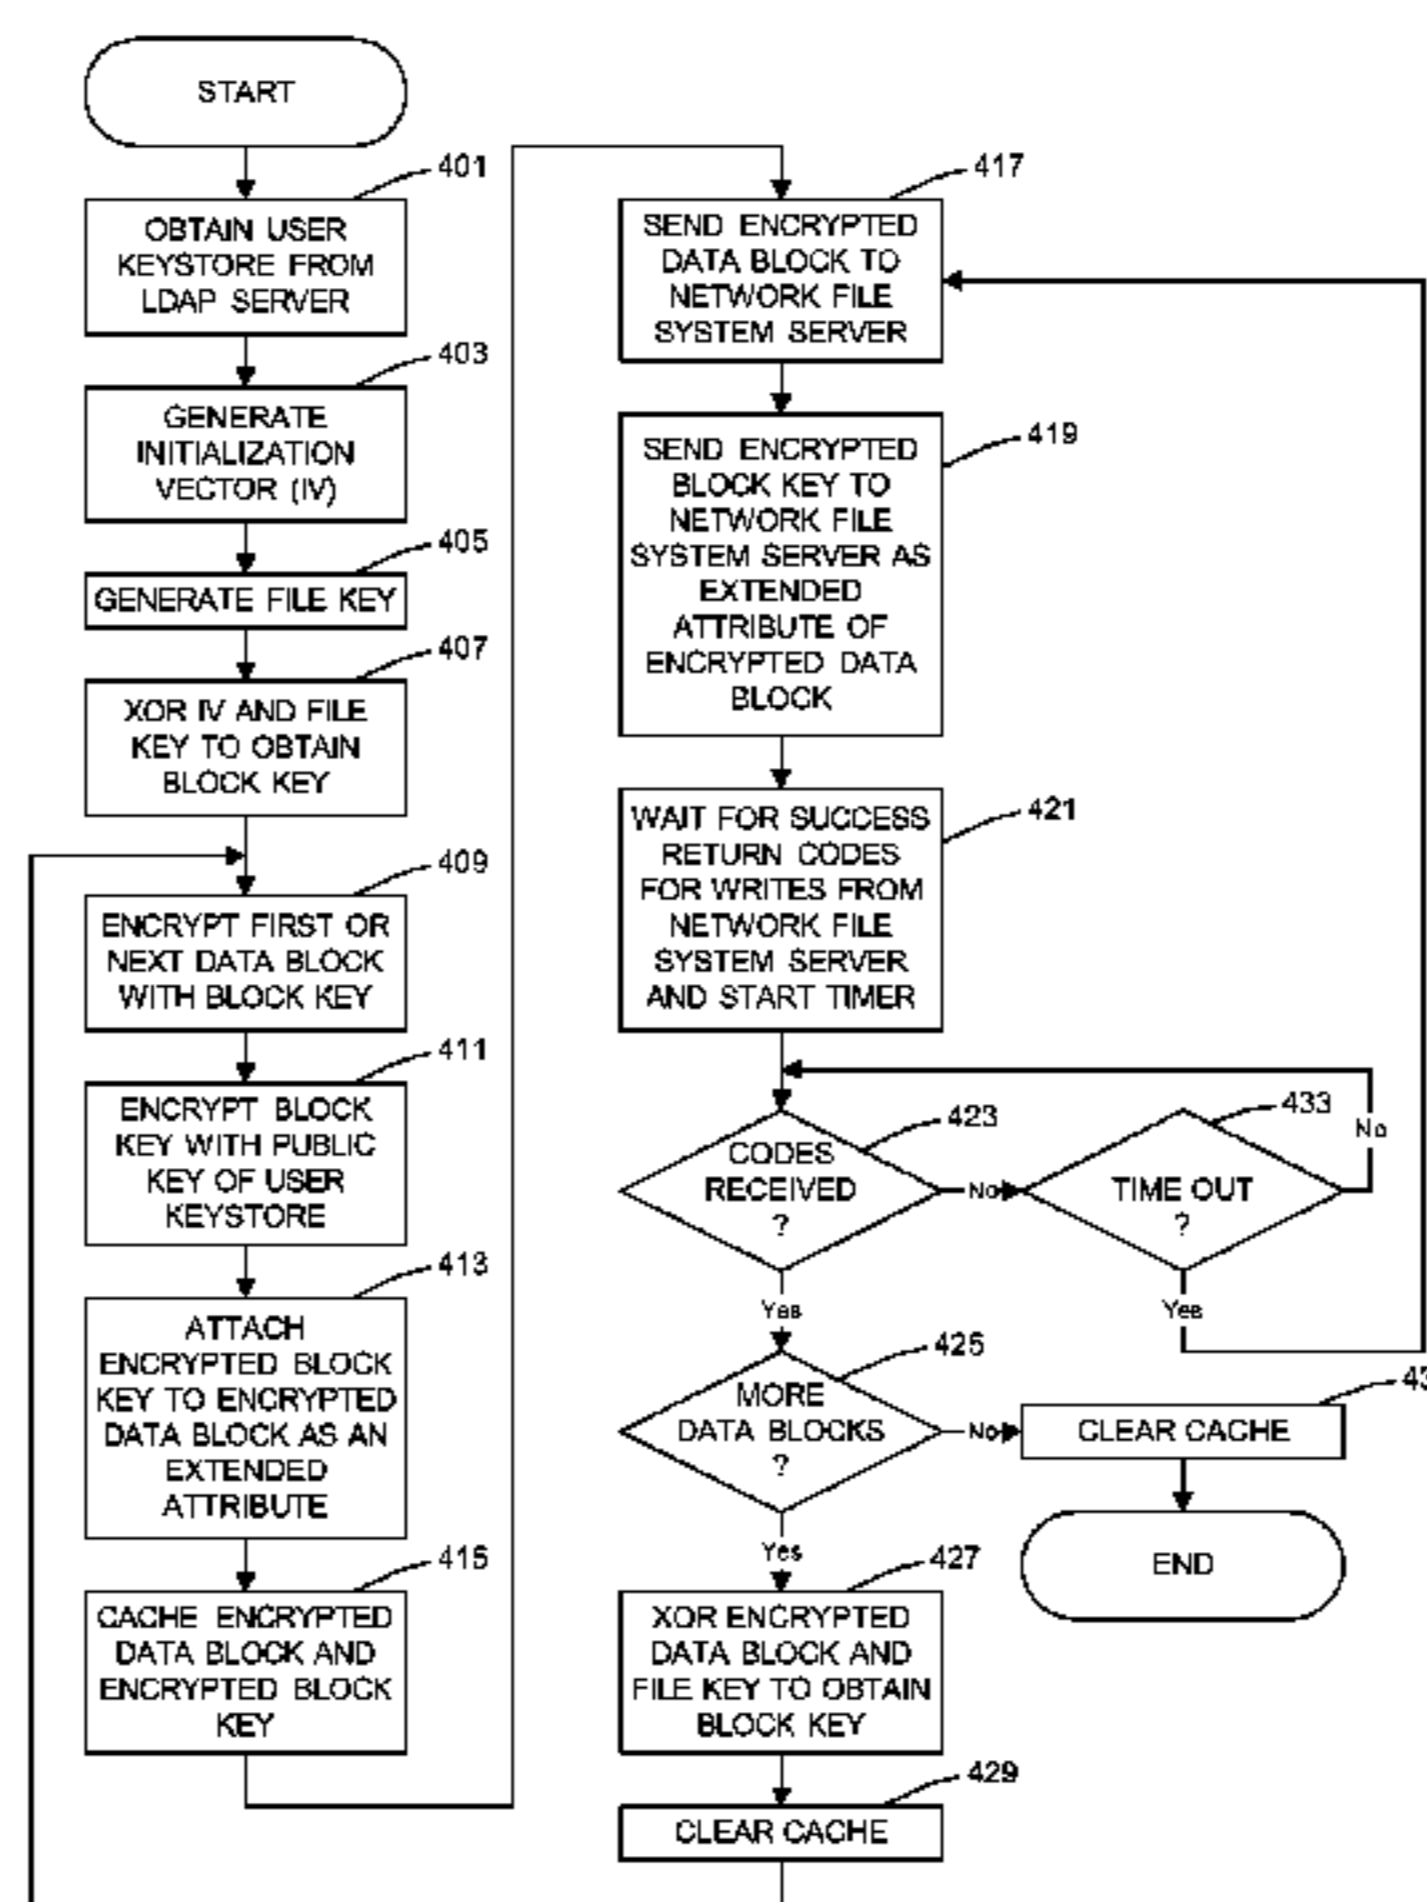 START
401
OBTAIN USER
KEYSTORE FROM
LDAP SERVER
403
GENERATE
INITIALIZATION
VECTOR (IV)
405
GENERATE FILE KEY
407
XOR IV AND FILE
KEY TO OBTAIN
BLOCK KEY
409
ENCRYPT FIRST OR
NEXT DATA BLOCK
WITH BLOCK KEY
411
ENCRYPT BLOCK
KEY WITH PUBLIC
KEY OF USER
KEYSTORE
413
ATTACH
ENCRYPTED BLOCK
KEY TO ENCRYPTED
DATA BLOCK AS AN
EXTENDED
ATTRIBUTE
415
CACHE ENCRYPTED
DATA BLOCK AND
ENCRYPTED BLOCK
KEY
417
SEND ENCRYPTED
DATA BLOCK TO
NETWORK FILE
SYSTEM SERVER
419
SEND ENCRYPTED
BLOCK KEY TO
NETWORK FILE
SYSTEM SERVER AS
EXTENDED
ATTRIBUTE OF
ENCRYPTED DATA
BLOCK
421
WAIT FOR SUCCESS
RETURN CODES
FOR WRITES FROM
NETWORK FILE
SYSTEM SERVER
AND START TIMER
423
CODES
RECEIVED
?
No
433
TIME OUT
?
No
Yes
Yes
425
MORE
DATA BLOCKS
?
No
CLEAR CACHE
END
Yes
427
XOR ENCRYPTED
DATA BLOCK AND
FILE KEY TO OBTAIN
BLOCK KEY
429
CLEAR CACHE